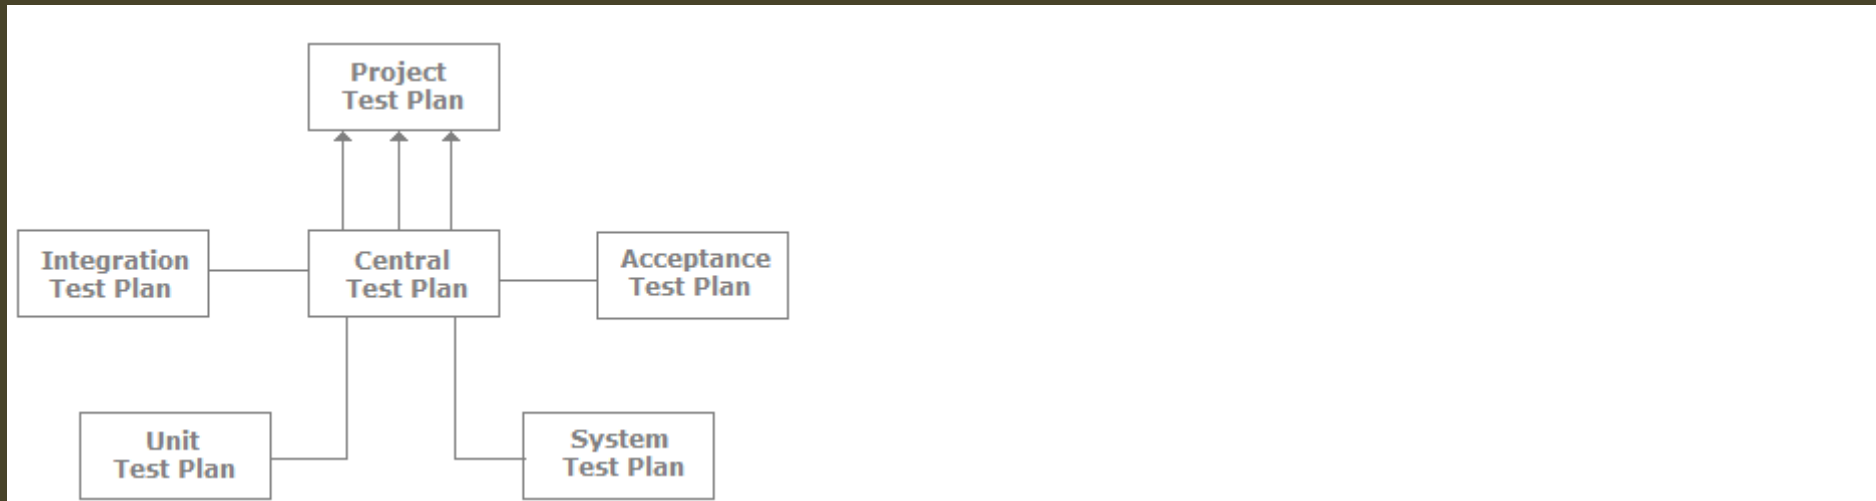 Project
Test Plan
Integration
Test Plan
Central
Test Plan
Acceptance
Test Plan
Unit
Test Plan
System
Test Plan